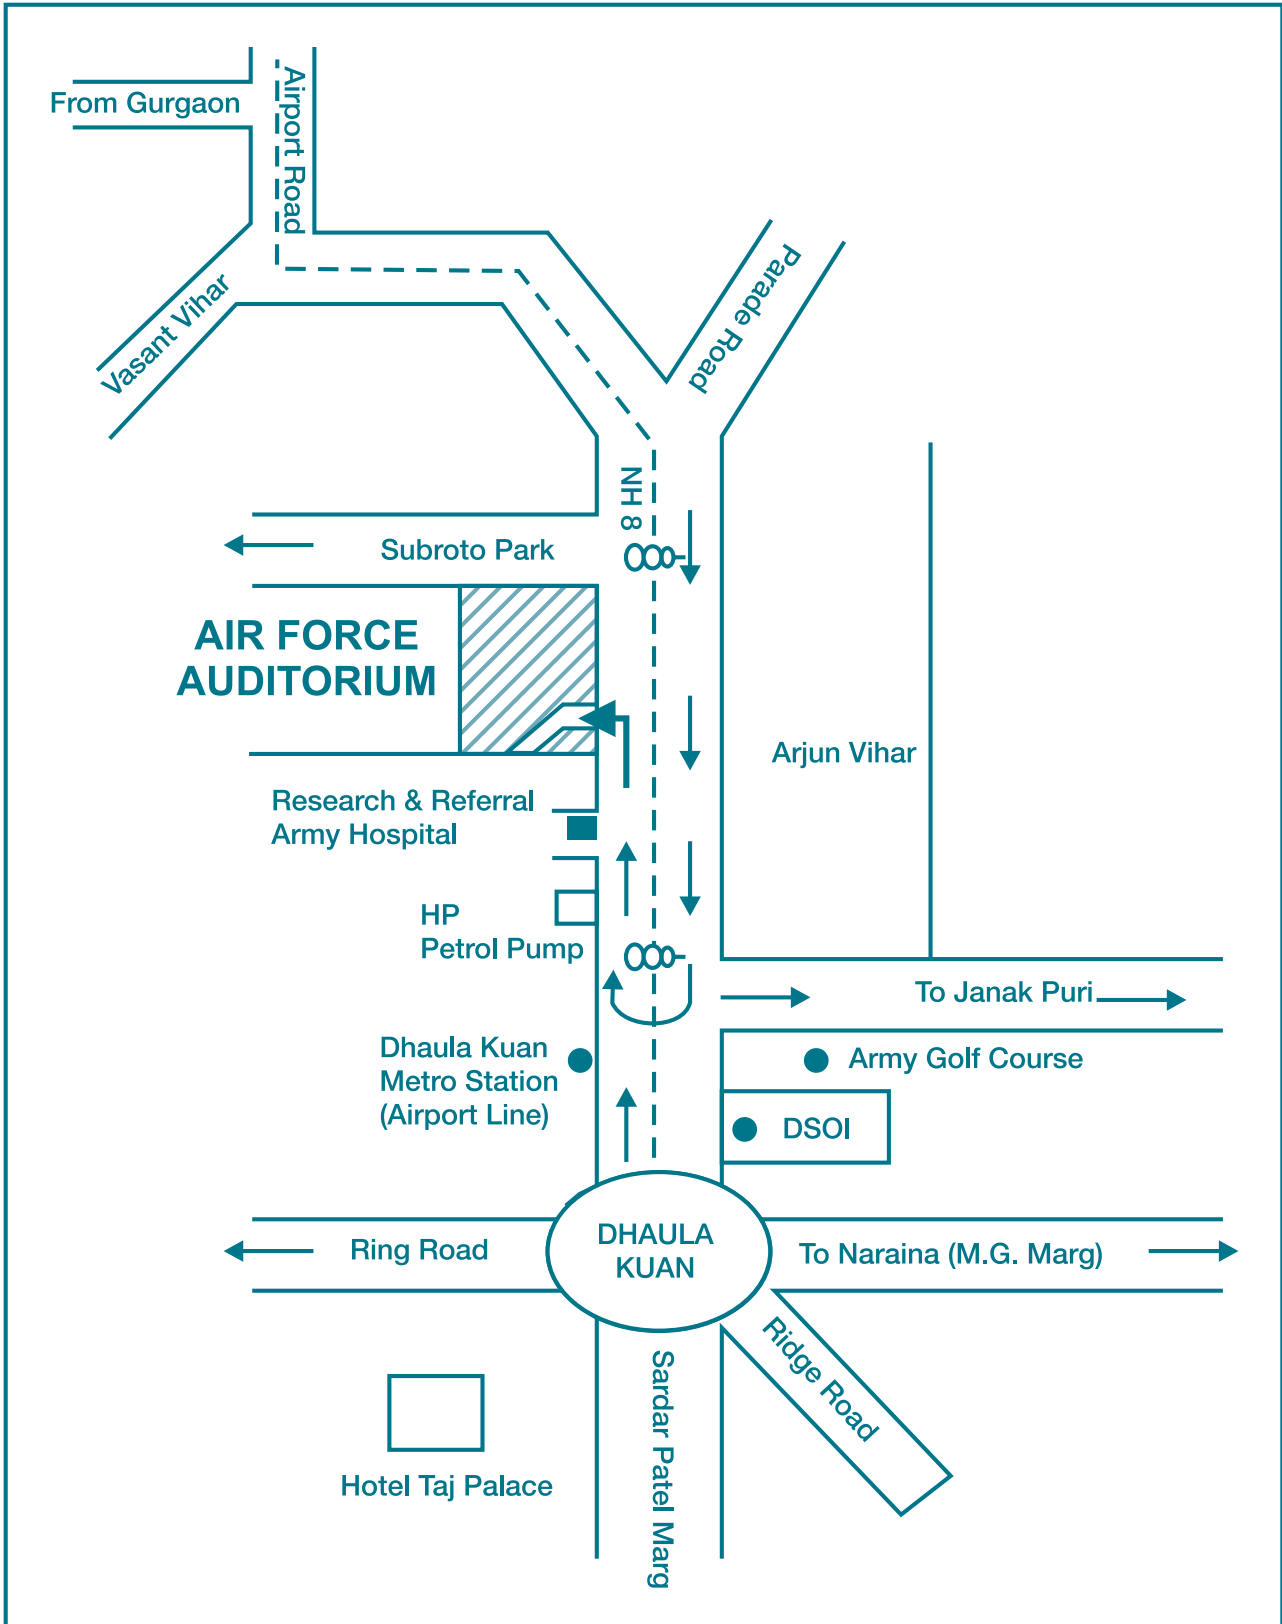 From Gurgaon
Airport Road
Vasant Vihar
Parade Road
NH 8
Subroto Park
AIR FORCE
AUDITORIUM
Arjun Vihar
Research & Referral
Army Hospital
HP
Petrol Pump
To Janak Puri
Dhaula Kuan
Metro Station
(Airport Line)
Army Golf Course
DSOI
DHAULA
KUAN
Ring Road
To Naraina (M.G. Marg)
Ridge Road
Sardar Patel Marg
Hotel Taj Palace